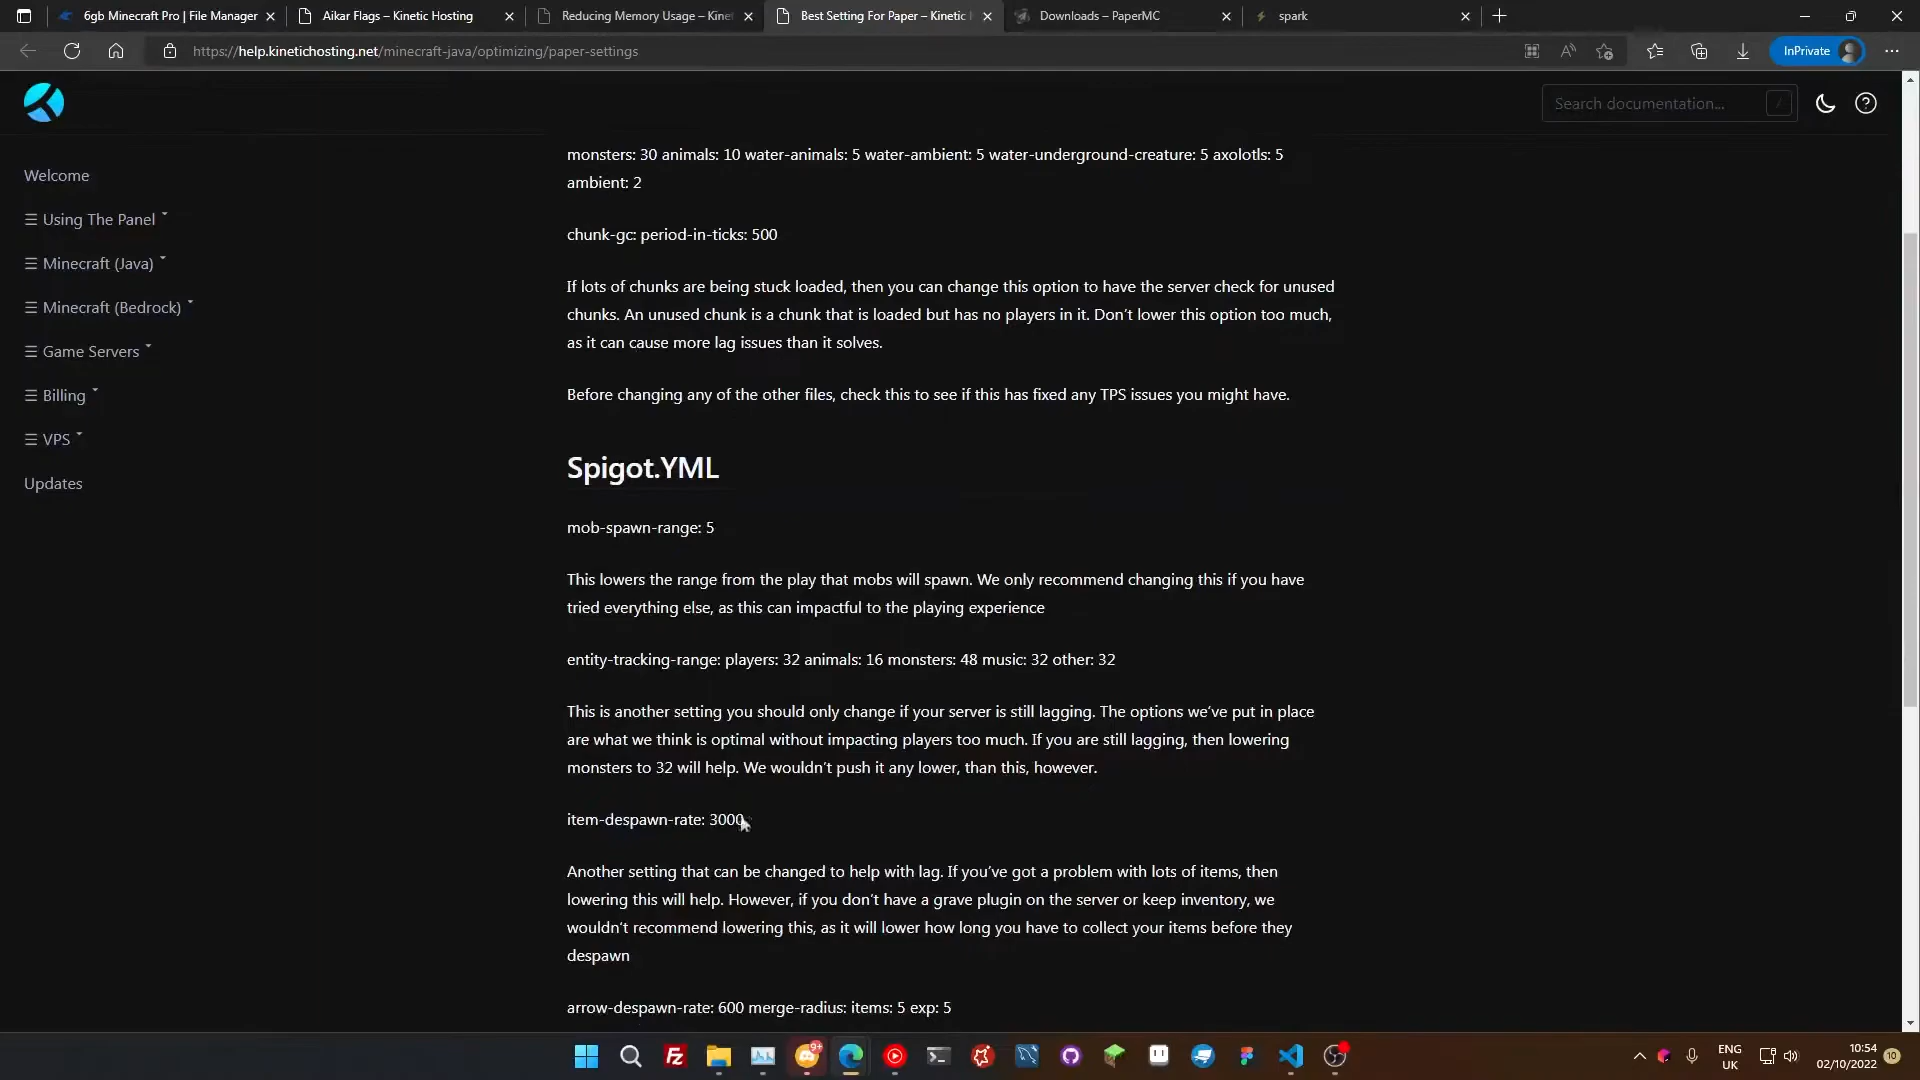 6gb Minecraft Pro | File Manager
Aikar Flags – Kinetic Hosting
Reducing Memory Usage – Kine
Best Setting For Paper – Kinetic
Downloads – PaperMC
spark
https://help.kinetichosting.net/minecraft-java/optimizing/paper-settings
InPrivate
Search documentation... /
Welcome
Using The Panel
Minecraft (Java)
Minecraft (Bedrock)
Game Servers
Billing
VPS
Updates
monsters: 30 animals: 10 water-animals: 5 water-ambient: 5 water-underground-creature: 5 axolotls: 5
ambient: 2
chunk-gc: period-in-ticks: 500
If lots of chunks are being stuck loaded, then you can change this option to have the server check for unused
chunks. An unused chunk is a chunk that is loaded but has no players in it. Don’t lower this option too much,
as it can cause more lag issues than it solves.
Before changing any of the other files, check this to see if this has fixed any TPS issues you might have.
Spigot.YML
mob-spawn-range: 5
This lowers the range from the play that mobs will spawn. We only recommend changing this if you have
tried everything else, as this can impactful to the playing experience
entity-tracking-range: players: 32 animals: 16 monsters: 48 music: 32 other: 32
This is another setting you should only change if your server is still lagging. The options we’ve put in place
are what we think is optimal without impacting players too much. If you are still lagging, then lowering
monsters to 32 will help. We wouldn’t push it any lower, than this, however.
item-despawn-rate: 3000
Another setting that can be changed to help with lag. If you’ve got a problem with lots of items, then
lowering this will help. However, if you don’t have a grave plugin on the server or keep inventory, we
wouldn’t recommend lowering this, as it will lower how long you have to collect your items before they
despawn
arrow-despawn-rate: 600 merge-radius: items: 5 exp: 5
Fz
9+
ENG
UK
10:54
02/10/2022
10